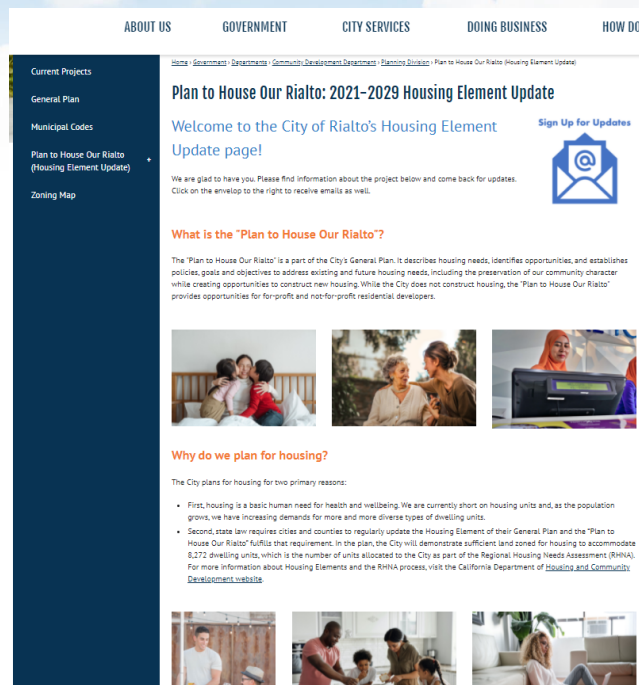 ABOUT US GOVERNMENT CITY SERVICES DOING BUSINESS HOW DO
Current Projects
General Plan
Municipal Codes
Plan to House Our Rialto +
(Housing Element Update)
Zoning Map
Home › Government › Departments › Community Development Department › Planning Division › Plan to House Our Rialto (Housing Element Update)
Plan to House Our Rialto: 2021-2029 Housing Element Update
Welcome to the City of Rialto's Housing Element
Update page!
Sign Up for Updates
@
We are glad to have you. Please find information about the project below and come back for updates.
Click on the envelop to the right to receive emails as well.
What is the "Plan to House Our Rialto"?
The "Plan to House Our Rialto" is a part of the City's General Plan. It describes housing needs, identifies opportunities, and establishes
policies, goals and objectives to address existing and future housing needs, including the preservation of our community character
while creating opportunities to construct new housing. While the City does not construct housing, the "Plan to House Our Rialto"
provides opportunities for for-profit and not-for-profit residential developers.
Why do we plan for housing?
The City plans for housing for two primary reasons:
• First, housing is a basic human need for health and wellbeing. We are currently short on housing units and, as the population
grows, we have increasing demands for more and more diverse types of dwelling units.
• Second, state law requires cities and counties to regularly update the Housing Element of their General Plan and the "Plan to
House Our Rialto" fulfills that requirement. In the plan, the City will demonstrate sufficient land zoned for housing to accommodate
8,272 dwelling units, which is the number of units allocated to the City as part of the Regional Housing Needs Assessment (RHNA).
For more information about Housing Elements and the RHNA process, visit the California Department of Housing and Community
Development website.